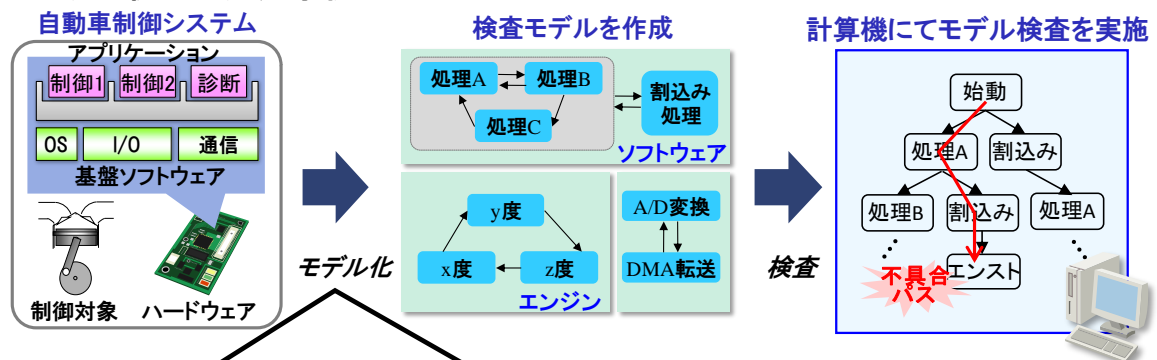 自動車制御システム
アプリケーション
制御1 制御2 診断
OS I/O 通信
基盤ソフトウェア
制御対象 ハードウェア
モデル化
検査モデルを作成
処理A 処理B
処理C
割込み
処理
ソフトウェア
y度
x度 z度
エンジン
A/D変換
DMA転送
検査
計算機にてモデル検査を実施
始動
処理A 割込み
処理B 割込み 処理A
エンスト
不具合
パス